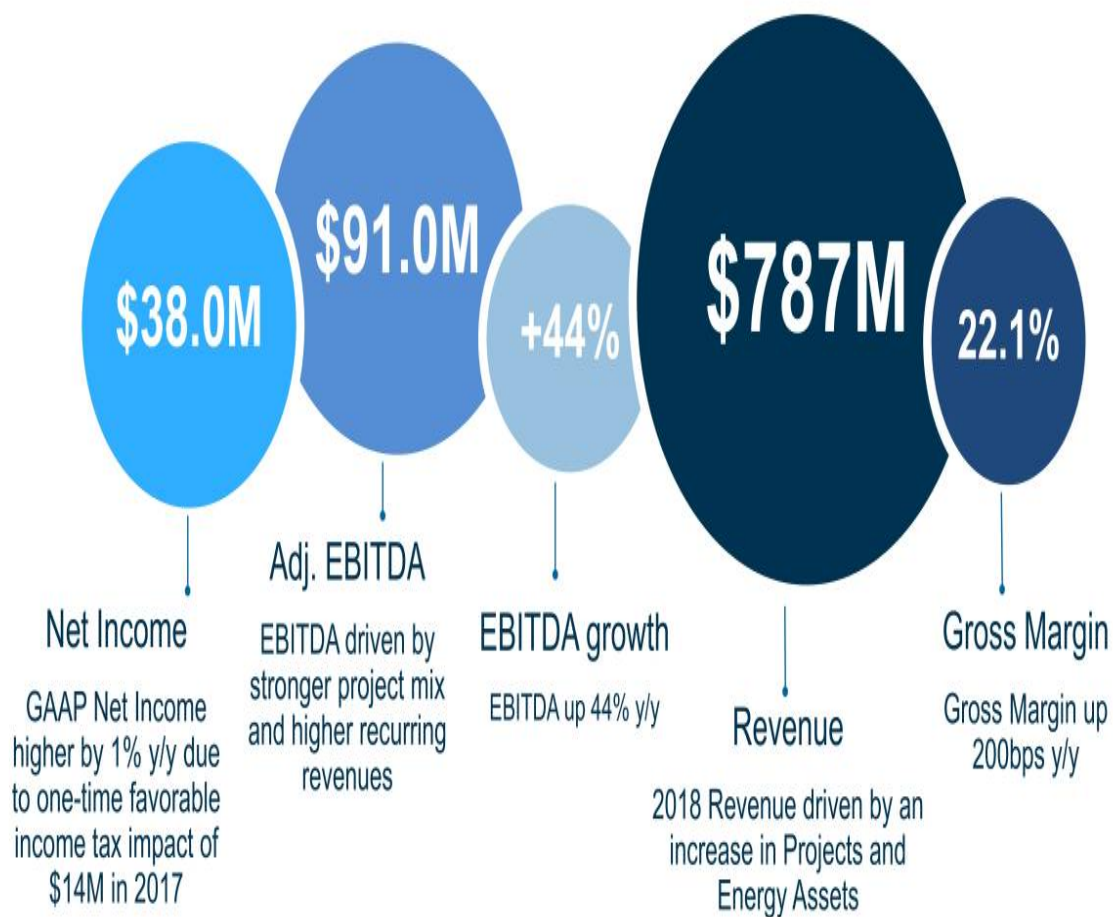 $38.0M
$91.0M
+44%
$787M
22.1%
Net Income
GAAP Net Income
higher by 1% y/y due
to one-time favorable
income tax impact of
$14M in 2017
Adj. EBITDA
EBITDA driven by
stronger project mix
and higher recurring
revenues
EBITDA growth
EBITDA up 44% y/y
Revenue
2018 Revenue driven by an
increase in Projects and
Energy Assets
Gross Margin
Gross Margin up
200bps y/y